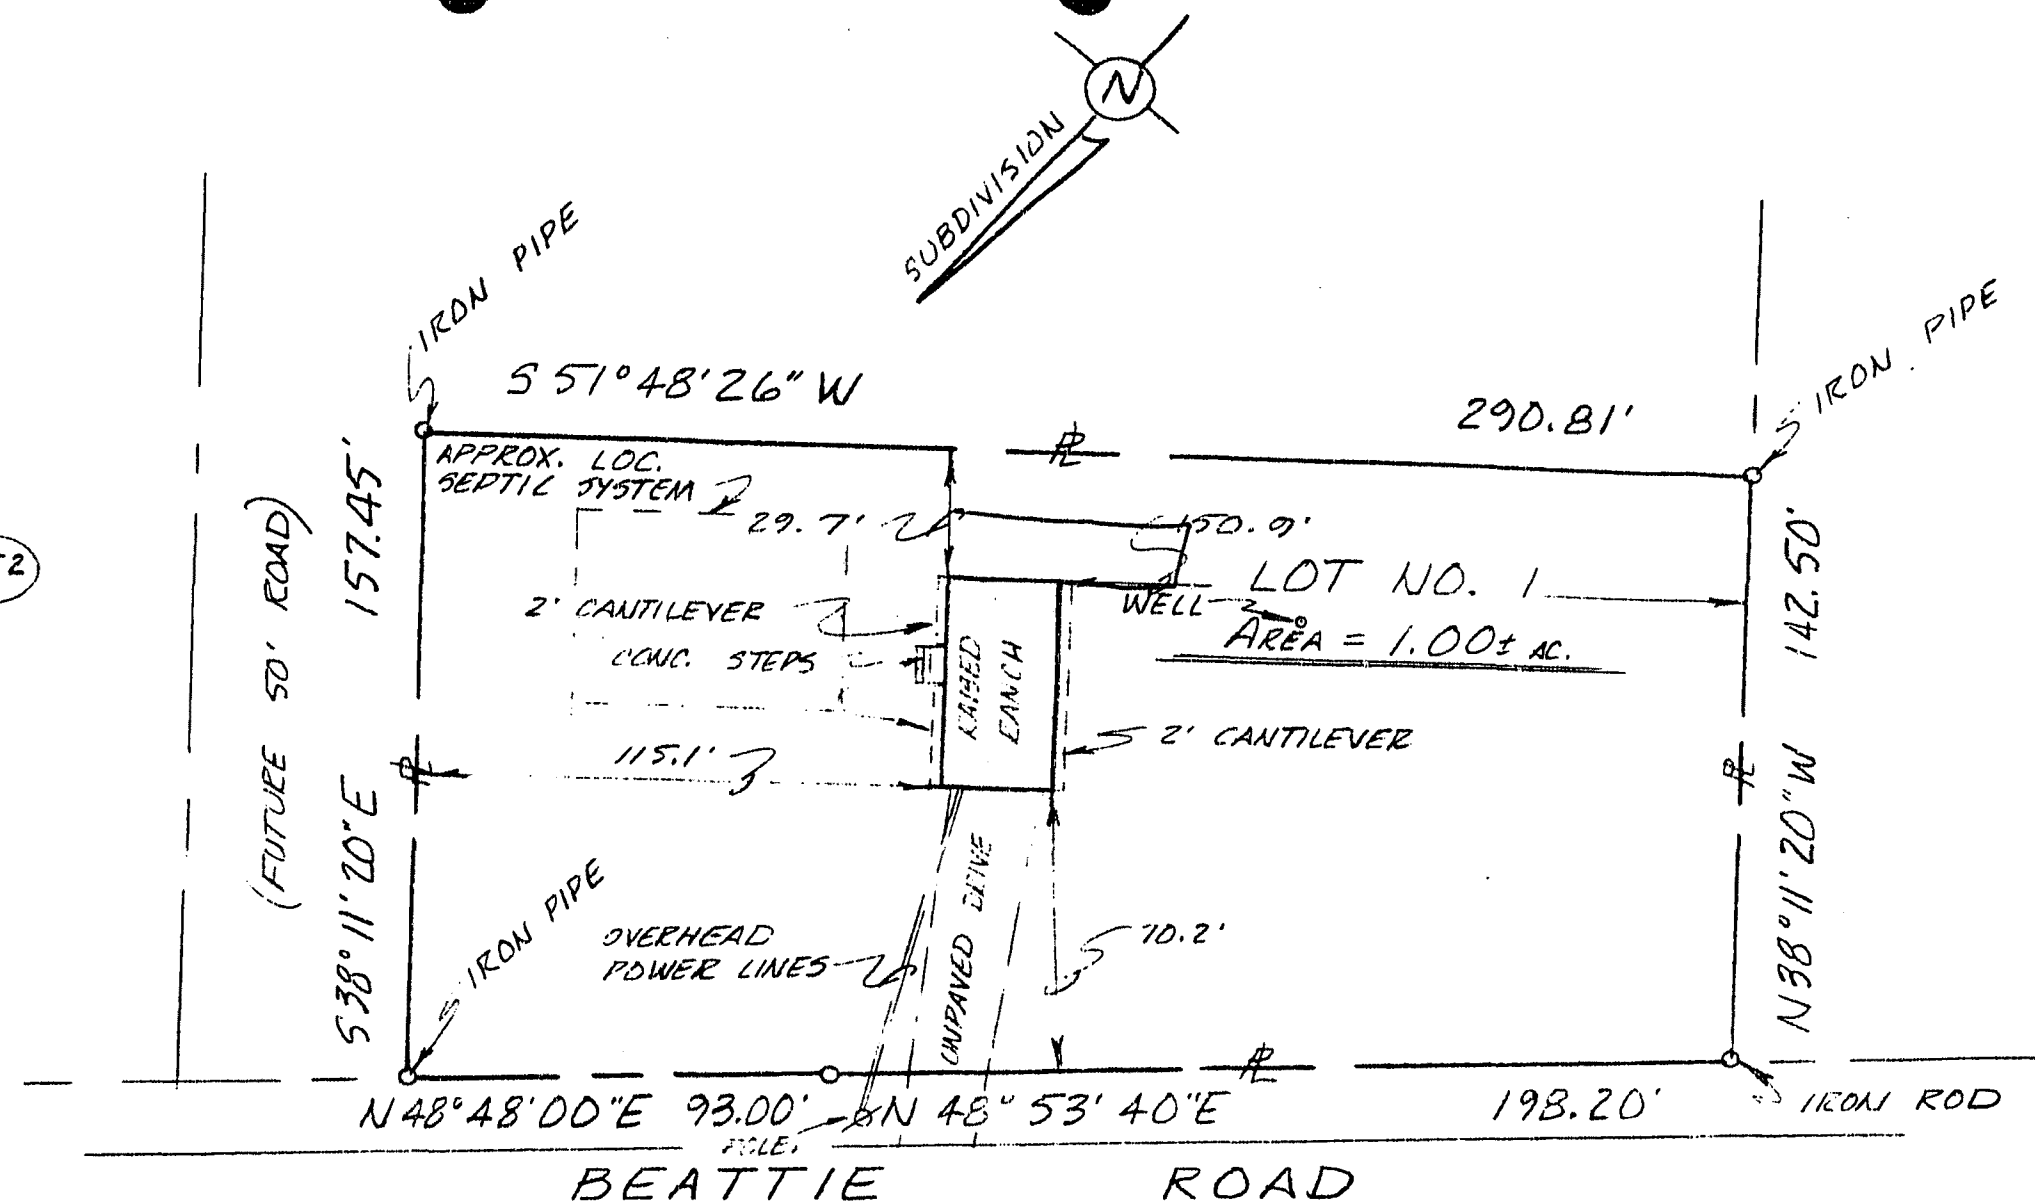 N
SUBDIVISION
IRON PIPE
IRON PIPE
S 51° 48' 26" W
290.81'
APPROX. LOC.
SEPTIC SYSTEM
29.7'
150.9'
LOT NO. 1
WELL
AREA = 1.00± AC.
2' CANTILEVER
CONC. STEPS
RAISED
RANCH
2' CANTILEVER
115.1'
(FUTURE 50' ROAD)
S38° 11' 20" E
157.45'
N38° 11' 20" W
142.50'
IRON PIPE
OVERHEAD
POWER LINES
UNPAVED DRIVE
70.2'
N 48° 48' 00" E 93.00'
N 48° 53' 40" E
198.20'
IRON ROD
POLE
BEATTIE ROAD